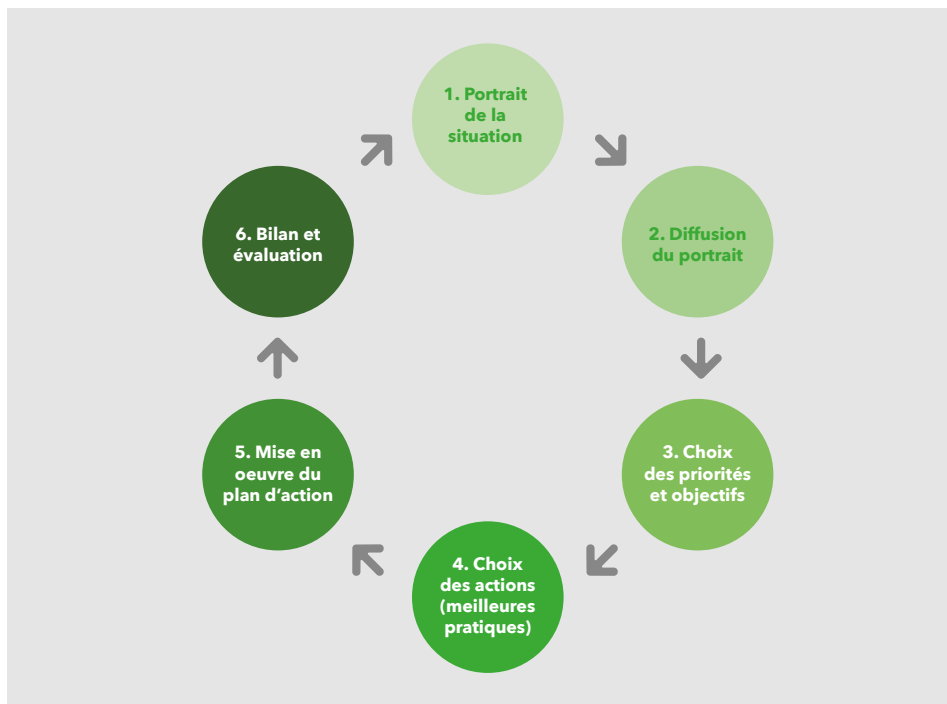 1. Portrait
de la
situation
2. Diffusion
du portrait
3. Choix
des priorités
et objectifs
4. Choix
des actions
(meilleures
pratiques)
5. Mise en
oeuvre du
plan d’action
6. Bilan et
évaluation